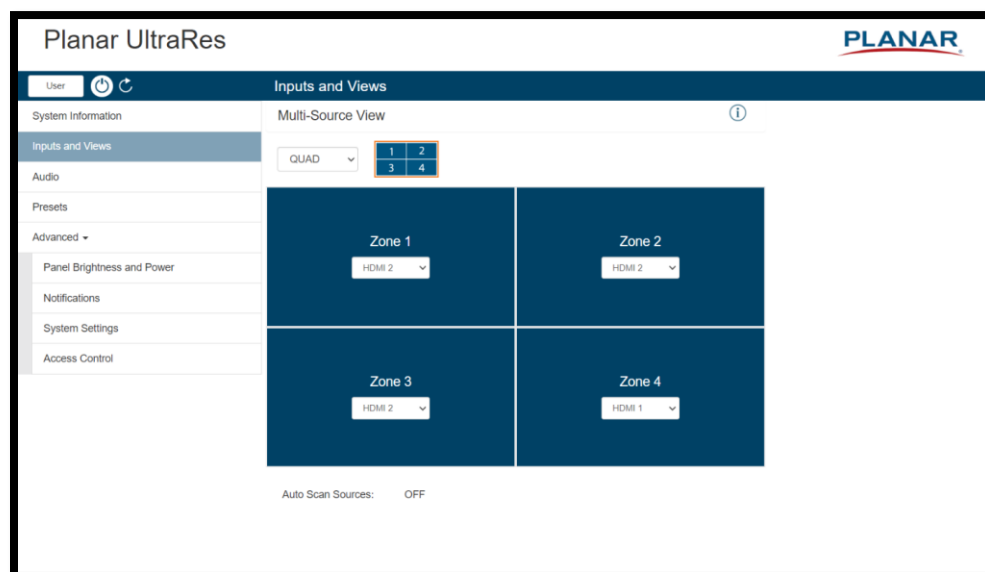 Planar UltraRes
PLANAR
User
Inputs and Views
System Information
Multi-Source View
Inputs and Views
QUAD
1 2
3 4
Audio
Presets
Advanced
Panel Brightness and Power
Notifications
System Settings
Access Control
Zone 1
HDMI 2
Zone 2
HDMI 2
Zone 3
HDMI 2
Zone 4
HDMI 1
Auto Scan Sources: OFF